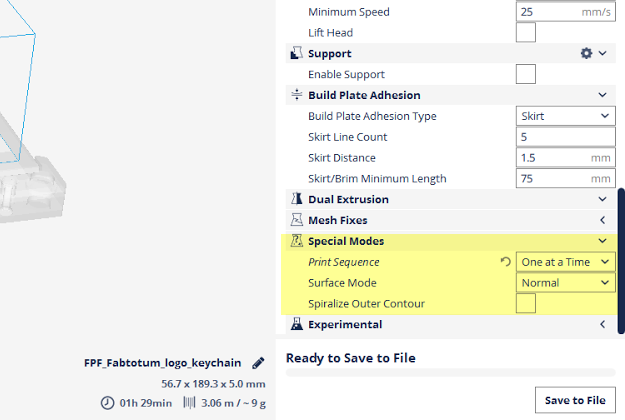 Minimum Speed 25 mm/s
Lift Head
Support
Enable Support
Build Plate Adhesion
Build Plate Adhesion Type Skirt
Skirt Line Count 5
Skirt Distance 1.5 mm
Skirt/Brim Minimum Length 75 mm
Dual Extrusion
Mesh Fixes
Special Modes
Print Sequence One at a Time
Surface Mode Normal
Spiralize Outer Contour
Experimental
FPF_Fabtotum_logo_keychain
56.7 x 189.3 x 5.0 mm
01h 29min 3.06 m / ~ 9 g
Ready to Save to File
Save to File